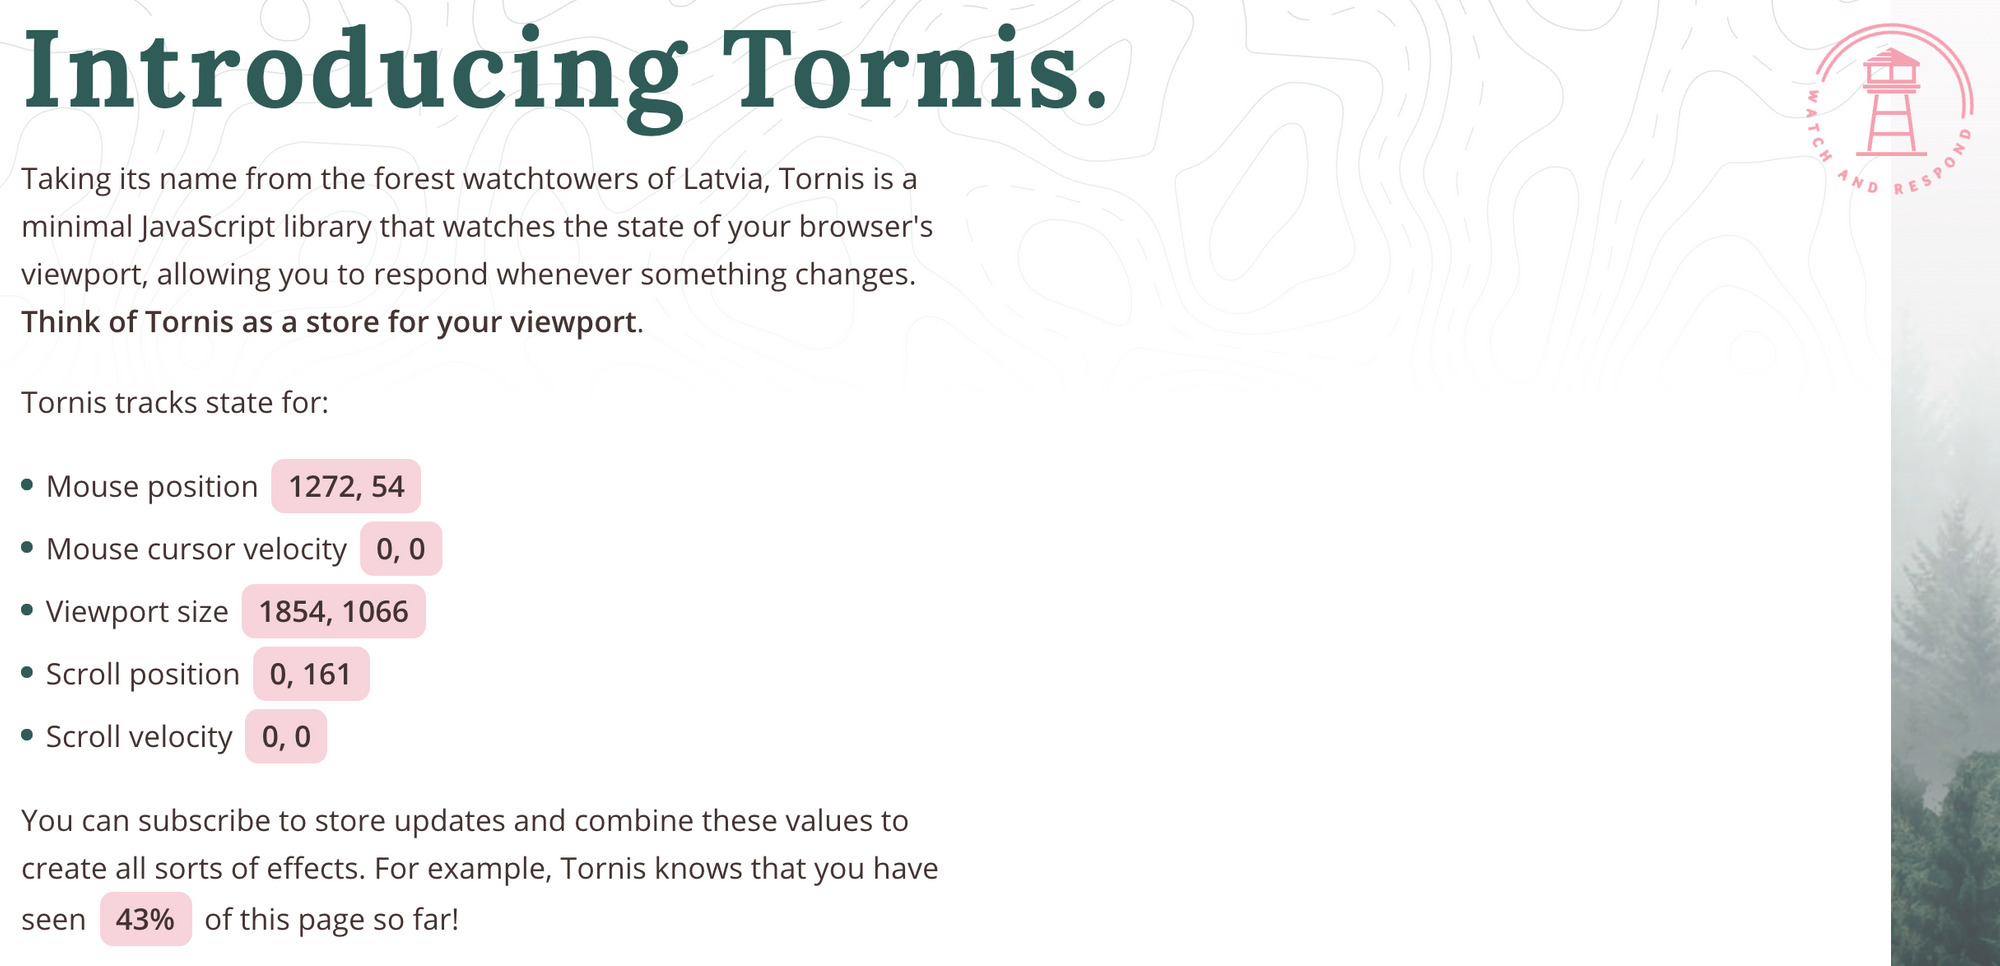 Introducing Tornis.
WATCH AND RESPOND
Taking its name from the forest watchtowers of Latvia, Tornis is a
minimal JavaScript library that watches the state of your browser's
viewport, allowing you to respond whenever something changes.
Think of Tornis as a store for your viewport.
Tornis tracks state for:
Mouse position 1272, 54
Mouse cursor velocity 0, 0
Viewport size 1854, 1066
Scroll position 0, 161
Scroll velocity 0, 0
You can subscribe to store updates and combine these values to
create all sorts of effects. For example, Tornis knows that you have
seen 43% of this page so far!